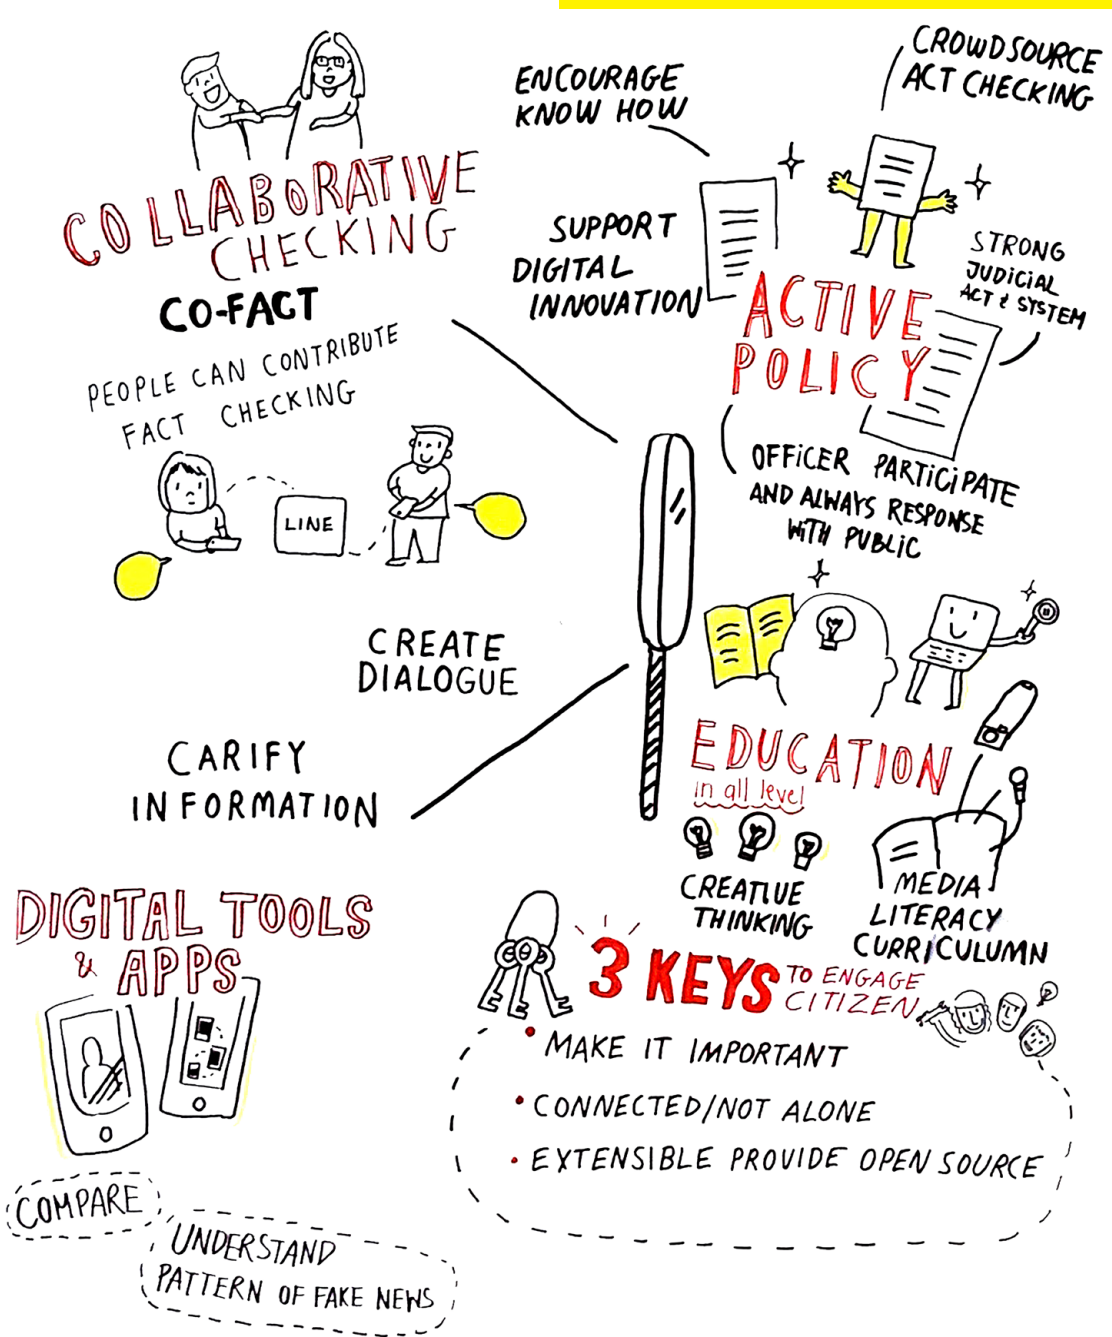 COLLABORATIVE
CHECKING
CO-FACT
PEOPLE CAN CONTRIBUTE
FACT CHECKING
LINE
CREATE
DIALOGUE
CARIFY
INFORMATION
DIGITAL TOOLS
& APPS
COMPARE
UNDERSTAND
PATTERN OF FAKE NEWS
ENCOURAGE
KNOW HOW
CROWDSOURCE
ACT CHECKING
SUPPORT
DIGITAL
INNOVATION
STRONG
JUDICIAL
ACT & SYSTEM
ACTIVE
POLICY
OFFICER PARTICIPATE
AND ALWAYS RESPONSE
WITH PUBLIC
EDUCATION
in all level
CREATIVE
THINKING
MEDIA
LITERACY
CURRICULUMN
3 KEYS TO ENGAGE
CITIZEN
• MAKE IT IMPORTANT
• CONNECTED/NOT ALONE
• EXTENSIBLE PROVIDE OPEN SOURCE